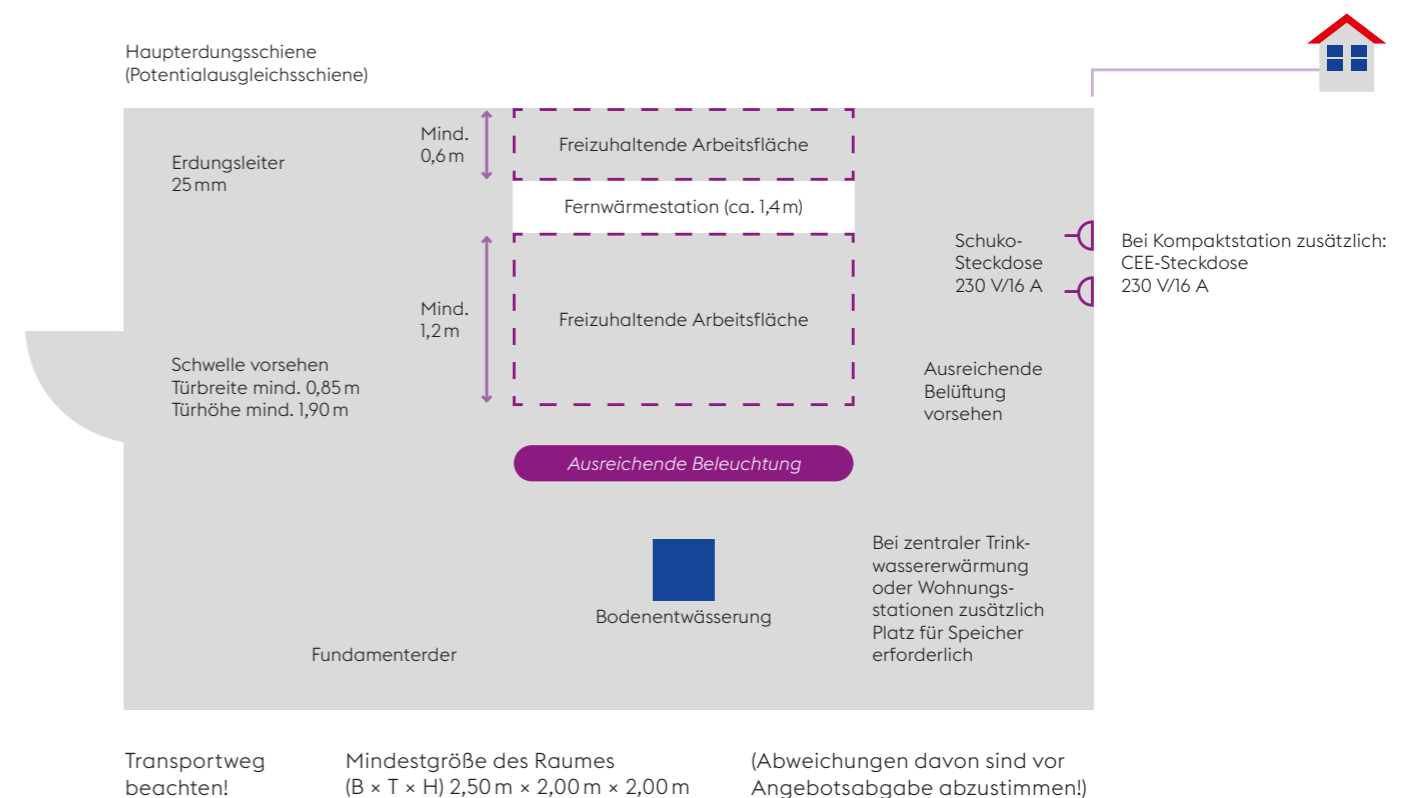 Haupterdungsschiene
(Potentialausgleichsschiene)
Mind.
0,6 m
Freizuhaltende Arbeitsfläche
Erdungsleiter
25 mm
Fernwärmestation (ca. 1,4 m)
Schuko-
Steckdose
230 V/16 A
Bei Kompaktstation zusätzlich:
CEE-Steckdose
230 V/16 A
Mind.
1,2 m
Freizuhaltende Arbeitsfläche
Schwelle vorsehen
Türbreite mind. 0,85 m
Türhöhe mind. 1,90 m
Ausreichende
Belüftung
vorsehen
Ausreichende Beleuchtung
Bodenentwässerung
Bei zentraler Trink-
wassererwärmung
oder Wohnungs-
stationen zusätzlich
Platz für Speicher
erforderlich
Fundamenterder
Transportweg
beachten!
Mindestgröße des Raumes
(B × T × H) 2,50 m × 2,00 m × 2,00 m
(Abweichungen davon sind vor
Angebotsabgabe abzustimmen!)